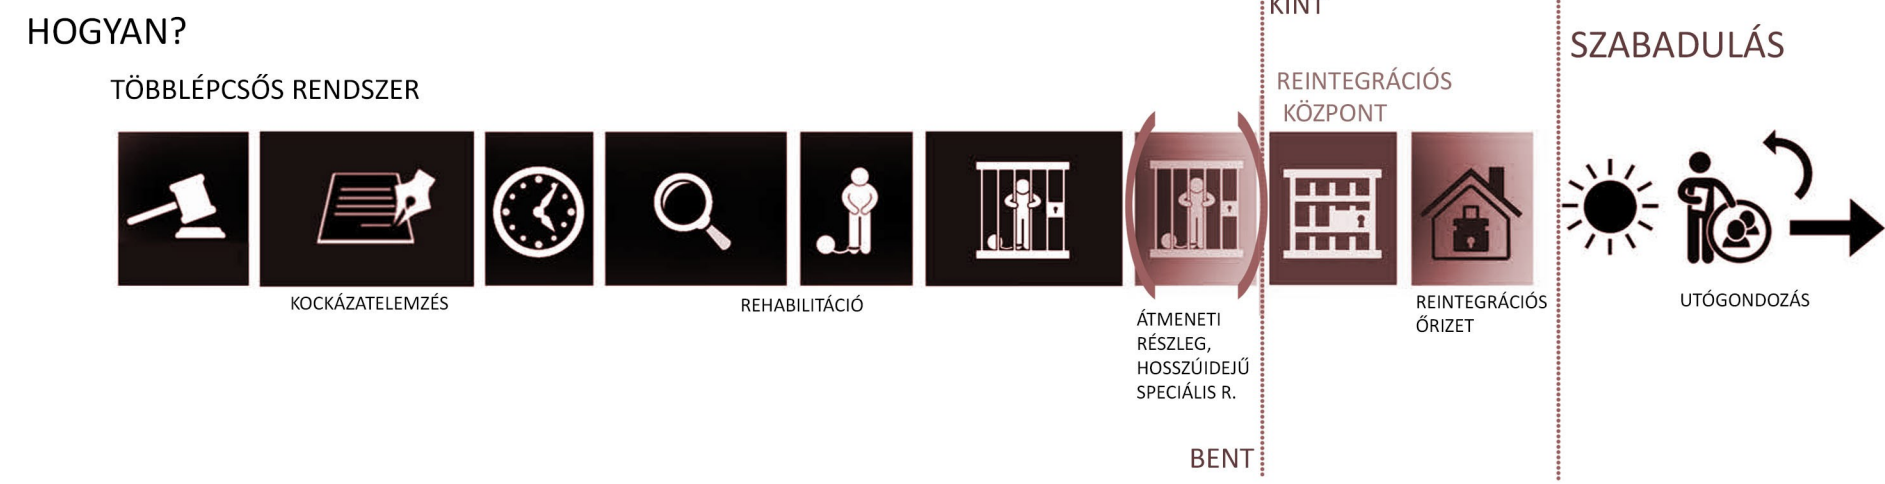 HOGYAN?
TÖBBLÉPCSŐS RENDSZER
KINT
SZABADULÁS
REINTEGRÁCIÓS
KÖZPONT
KOCKÁZATELEMZÉS
REHABILITÁCIÓ
ÁTMENETI
RÉSZLEG,
HOSSZÚIDEJŰ
SPECIÁLIS R.
REINTEGRÁCIÓS
ŐRIZET
UTÓGONDOZÁS
BENT